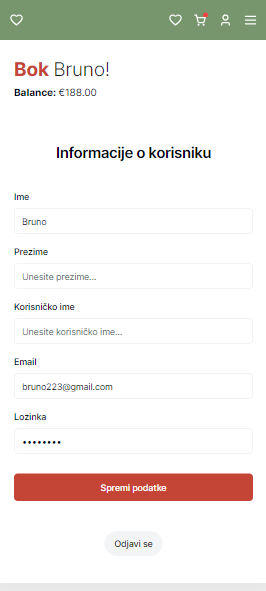 Bok Bruno!
Balance: €188.00
Informacije o korisniku
Ime
Bruno
Prezime
Unesite prezime...
Korisničko ime
Unesite korisničko ime...
Email
bruno223@gmail.com
Lozinka
••••••••
Spremi podatke
Odjavi se